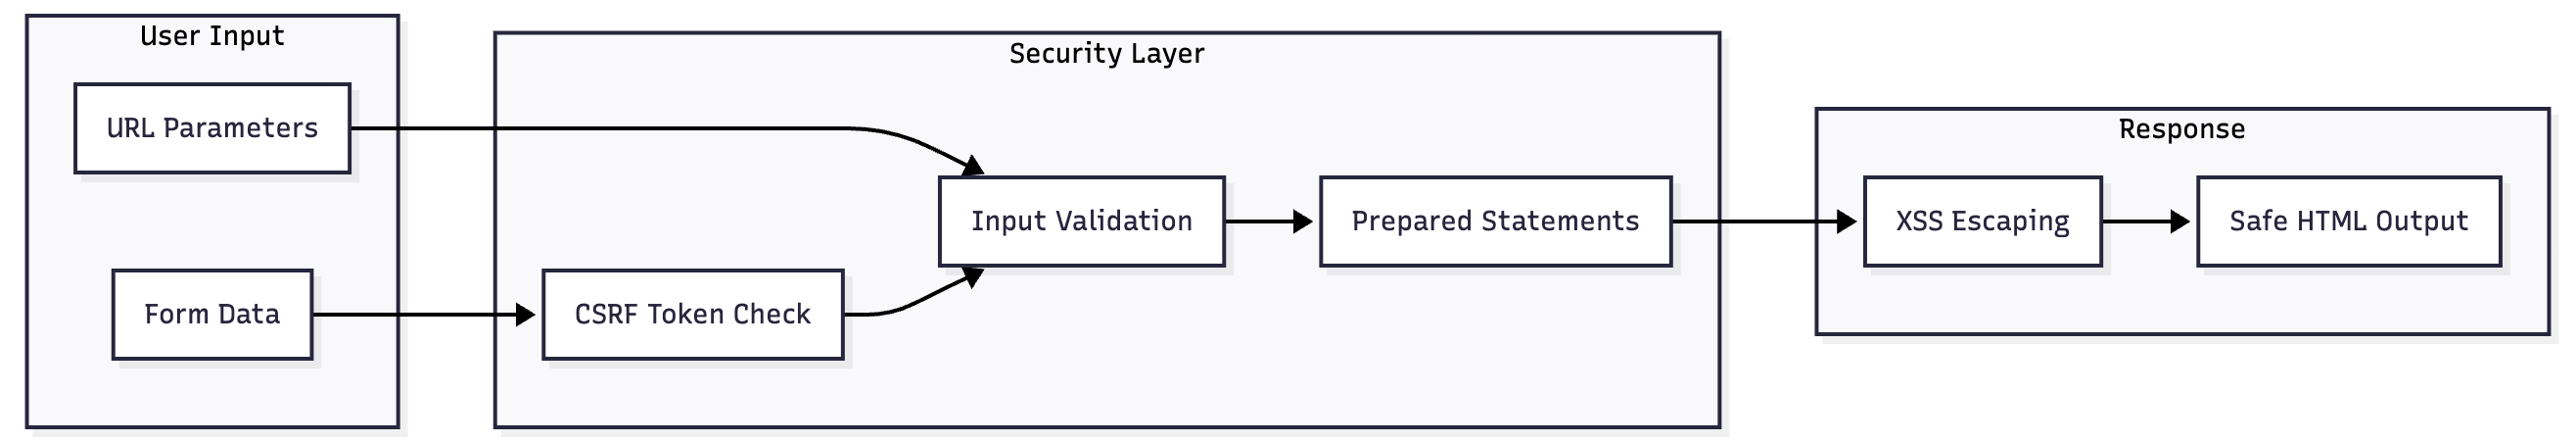 User Input
URL Parameters
Form Data
Security Layer
CSRF Token Check
Input Validation
Prepared Statements
Response
XSS Escaping
Safe HTML Output